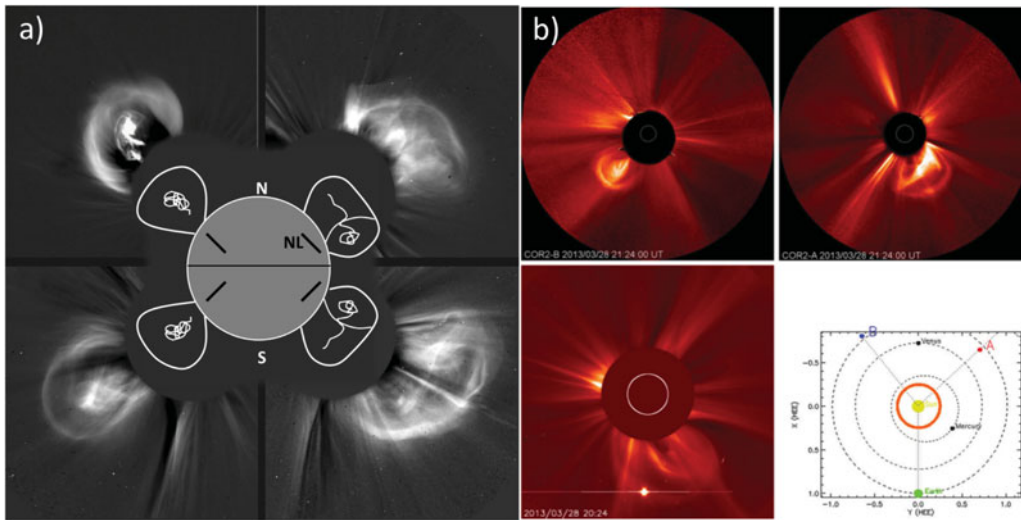 a)
N
NL
S
b)
COR2-B 2013/03/28 21:24:00 UT
COR2-A 2013/03/28 21:24:00 UT
2013/03/28 20:24
B
Venus
A
Sun
Mercury
Earth
X (HEE)
-0.5
0.0
0.5
1.0
-1.0 -0.5 0.0 0.5 1.0
Y (HEE)